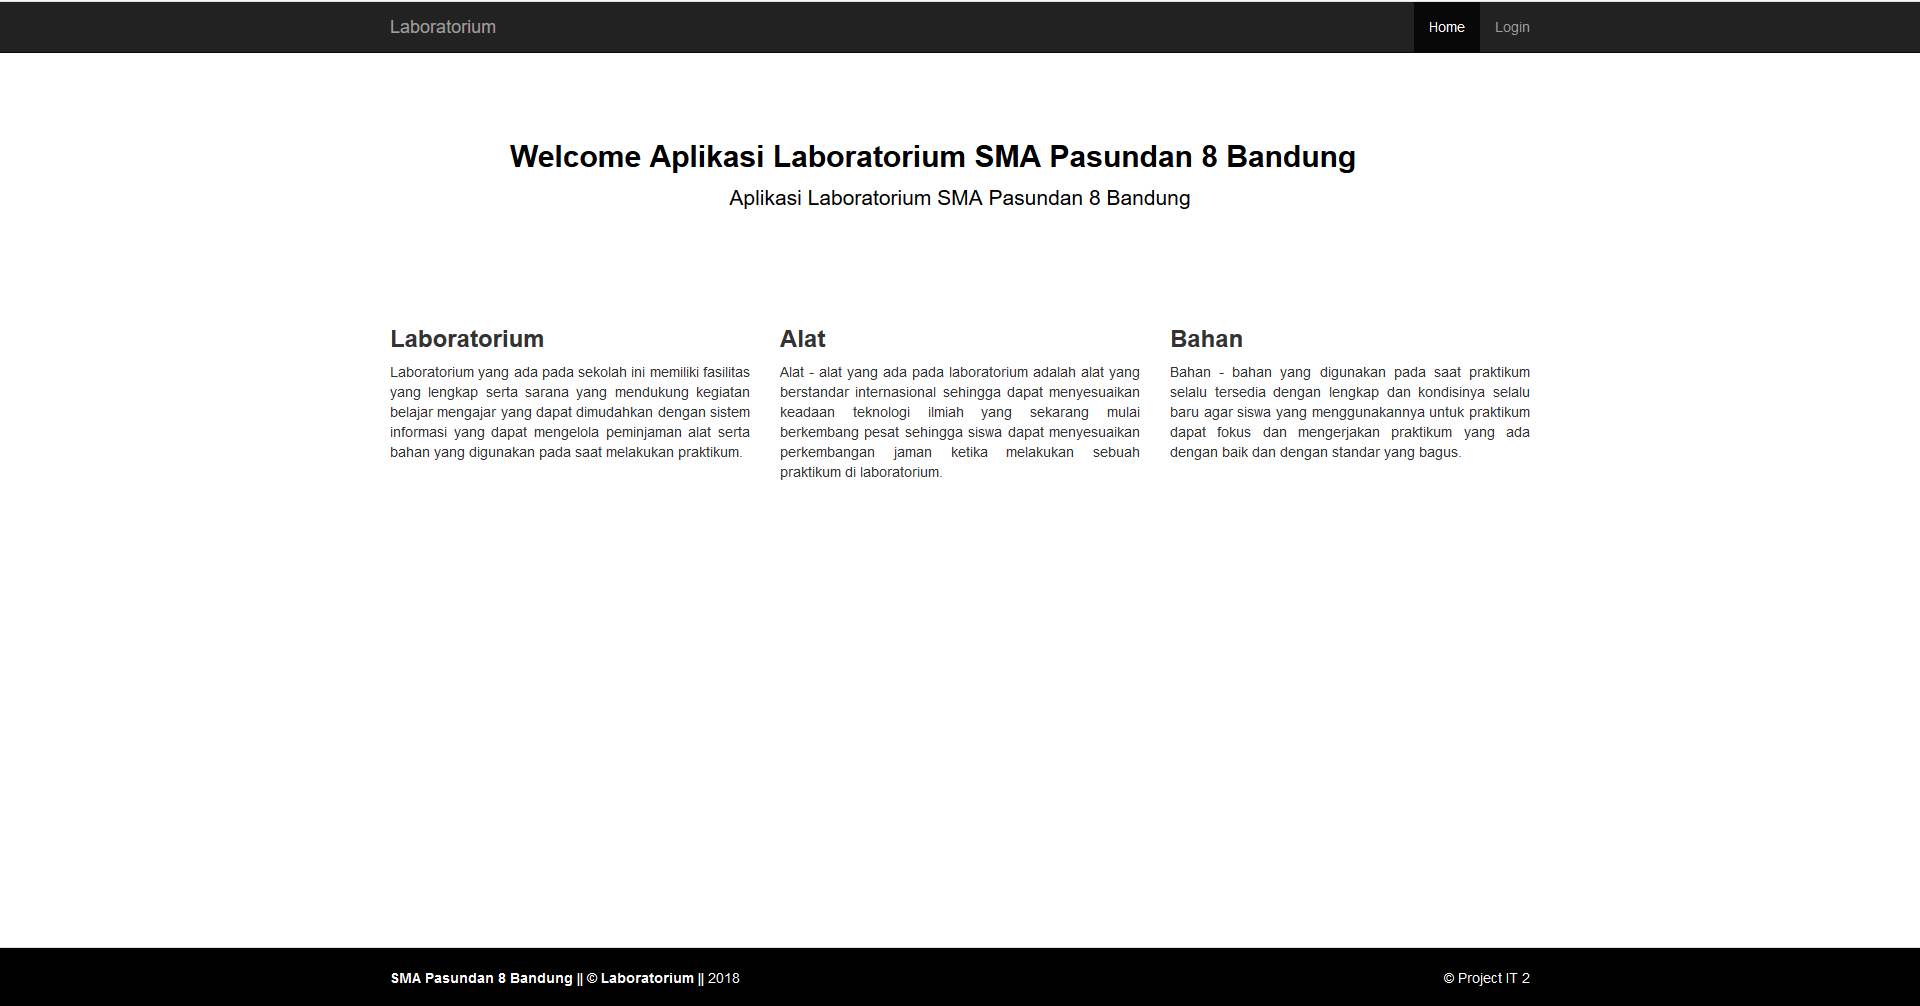 Laboratorium
Home
Login
Welcome Aplikasi Laboratorium SMA Pasundan 8 Bandung
Aplikasi Laboratorium SMA Pasundan 8 Bandung
Laboratorium
Laboratorium yang ada pada sekolah ini memiliki fasilitas
yang lengkap serta sarana yang mendukung kegiatan
belajar mengajar yang dapat dimudahkan dengan sistem
informasi yang dapat mengelola peminjaman alat serta
bahan yang digunakan pada saat melakukan praktikum.
Alat
Alat - alat yang ada pada laboratorium adalah alat yang
berstandar internasional sehingga dapat menyesuaikan
keadaan teknologi ilmiah yang sekarang mulai
berkembang pesat sehingga siswa dapat menyesuaikan
perkembangan jaman ketika melakukan sebuah
praktikum di laboratorium.
Bahan
Bahan - bahan yang digunakan pada saat praktikum
selalu tersedia dengan lengkap dan kondisinya selalu
baru agar siswa yang menggunakannya untuk praktikum
dapat fokus dan mengerjakan praktikum yang ada
dengan baik dan dengan standar yang bagus.
SMA Pasundan 8 Bandung || © Laboratorium || 2018
© Project IT 2